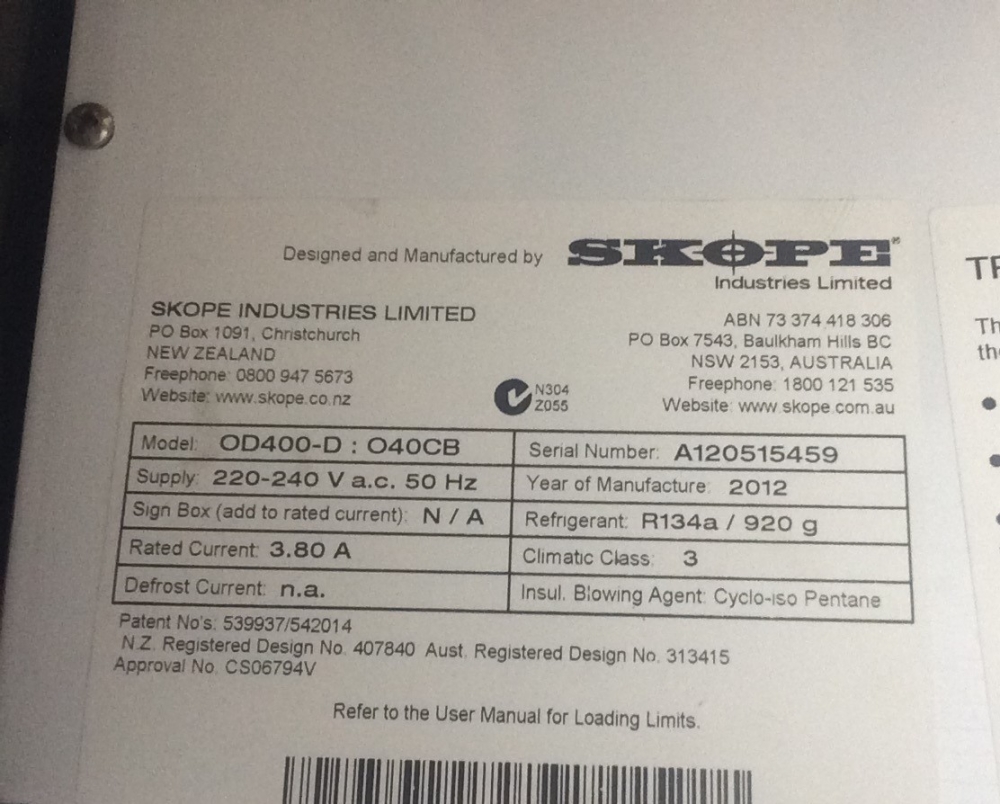 Designed and Manufactured by SKOPE®
Industries Limited
SKOPE INDUSTRIES LIMITED
PO Box 1091, Christchurch
NEW ZEALAND
Freephone: 0800 947 5673
Website: www.skope.co.nz
N304
Z055
ABN 73 374 418 306
PO Box 7543, Baulkham Hills BC
NSW 2153, AUSTRALIA
Freephone: 1800 121 535
Website: www.skope.com.au
Model: OD400-D : O40CB
Serial Number: A120515459
Supply: 220-240 V a.c. 50 Hz
Year of Manufacture: 2012
Sign Box (add to rated current): N / A
Refrigerant: R134a / 920 g
Rated Current: 3.80 A
Climatic Class: 3
Defrost Current: n.a.
Insul. Blowing Agent: Cyclo-iso Pentane
Patent No's: 539937/542014
N.Z. Registered Design No. 407840 Aust. Registered Design No. 313415
Approval No. CS06794V
Refer to the User Manual for Loading Limits.